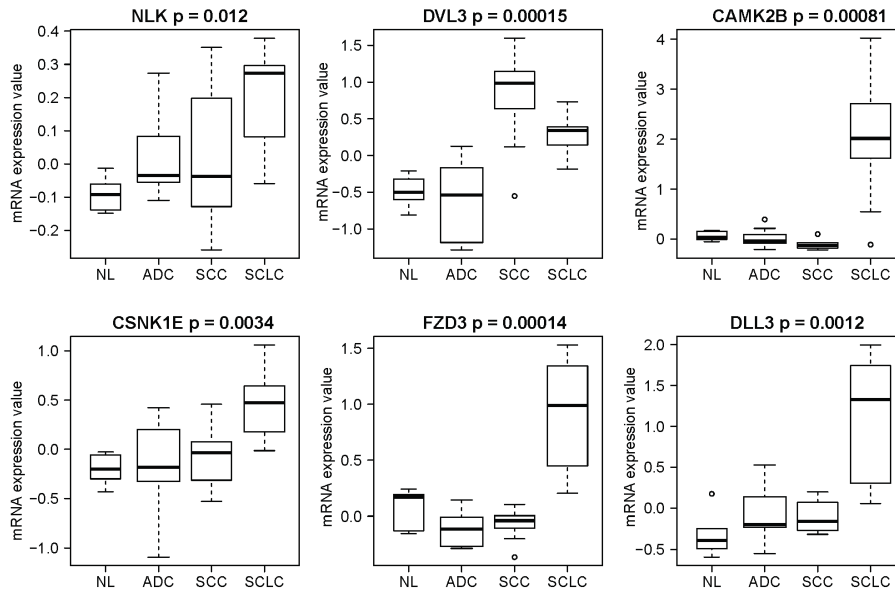 NLK p = 0.012
mRNA expression value
0.4
0.3
0.2
0.1
0.0
−0.1
−0.2
NL ADC SCC SCLC
DVL3 p = 0.00015
mRNA expression value
1.5
1.0
0.5
0.0
−0.5
−1.0
NL ADC SCC SCLC
CAMK2B p = 0.00081
mRNA expression value
4
3
2
1
0
NL ADC SCC SCLC
CSNK1E p = 0.0034
mRNA expression value
1.0
0.5
0.0
−0.5
−1.0
NL ADC SCC SCLC
FZD3 p = 0.00014
mRNA expression value
1.5
1.0
0.5
0.0
NL ADC SCC SCLC
DLL3 p = 0.0012
mRNA expression value
2.0
1.5
1.0
0.5
0.0
−0.5
NL ADC SCC SCLC